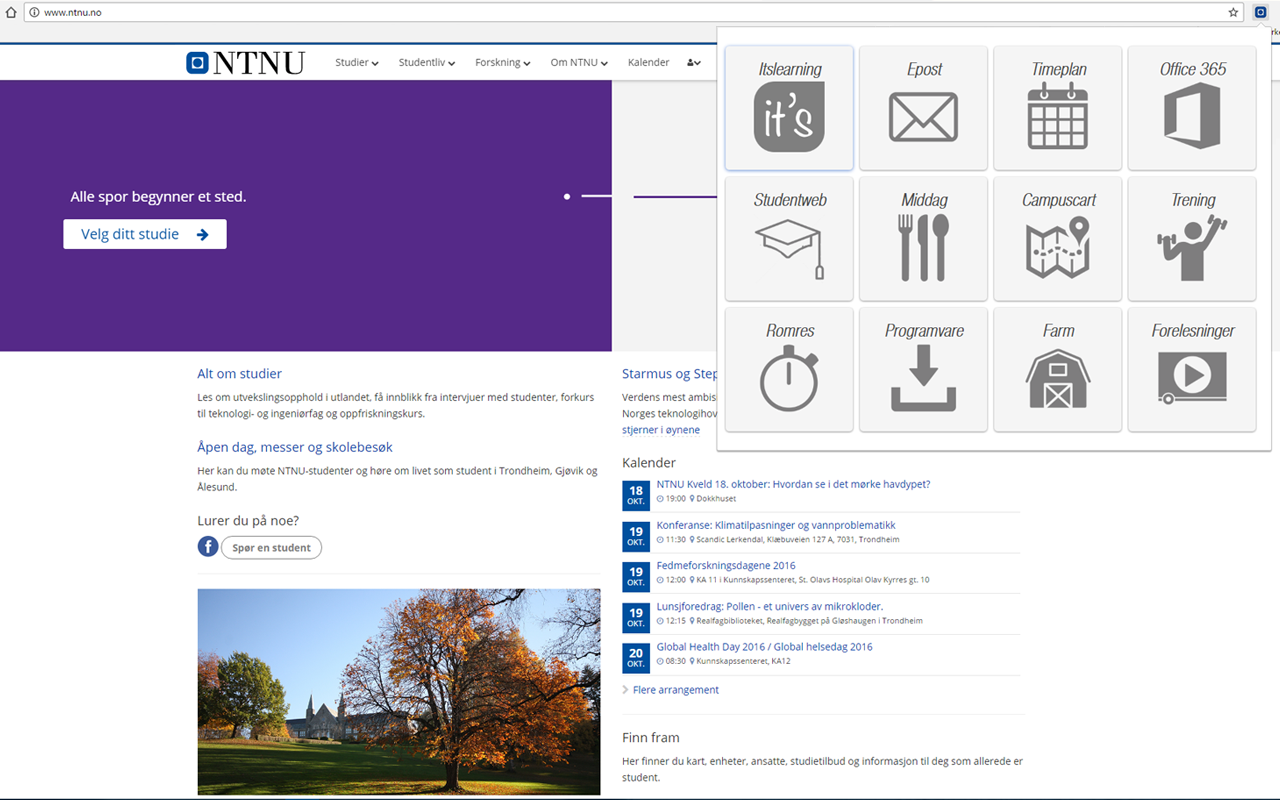 www.ntnu.no
NTNU
Studier
Studentliv
Forskning
Om NTNU
Kalender
Alle spor begynner et sted.
Velg ditt studie
Itslearning
it's
Epost
Timeplan
Office 365
Studentweb
Middag
Campuscart
Trening
Romres
Programvare
Farm
Forelesninger
Alt om studier
Les om utvekslingsopphold i utlandet, få innblikk fra intervjuer med studenter, forkurs
til teknologi- og ingeniørfag og oppfriskningskurs.
Åpen dag, messer og skolebesøk
Her kan du møte NTNU-studenter og høre om livet som student i Trondheim, Gjøvik og
Ålesund.
Lurer du på noe?
f
Spør en student
Starmus og Step
Verdens mest ambis
Norges teknologihov
stjerner i øynene
Kalender
18
OKT.
NTNU Kveld 18. oktober: Hvordan se i det mørke havdypet?
19:00 Dokkhuset
19
OKT.
Konferanse: Klimatilpasninger og vannproblematikk
11:30 Scandic Lerkendal, Klæbuveien 127 A, 7031, Trondheim
19
OKT.
Fedmeforskningsdagene 2016
12:00 KA 11 i Kunnskapssenteret, St. Olavs Hospital Olav Kyrres gt. 10
19
OKT.
Lunsjforedrag: Pollen - et univers av mikrokloder.
12:15 Realfagbiblioteket, Realfagbygget på Gløshaugen i Trondheim
20
OKT.
Global Health Day 2016 / Global helsedag 2016
08:30 Kunnskapssenteret, KA12
Flere arrangement
Finn fram
Her finner du kart, enheter, ansatte, studietilbud og informasjon til deg som allerede er
student.